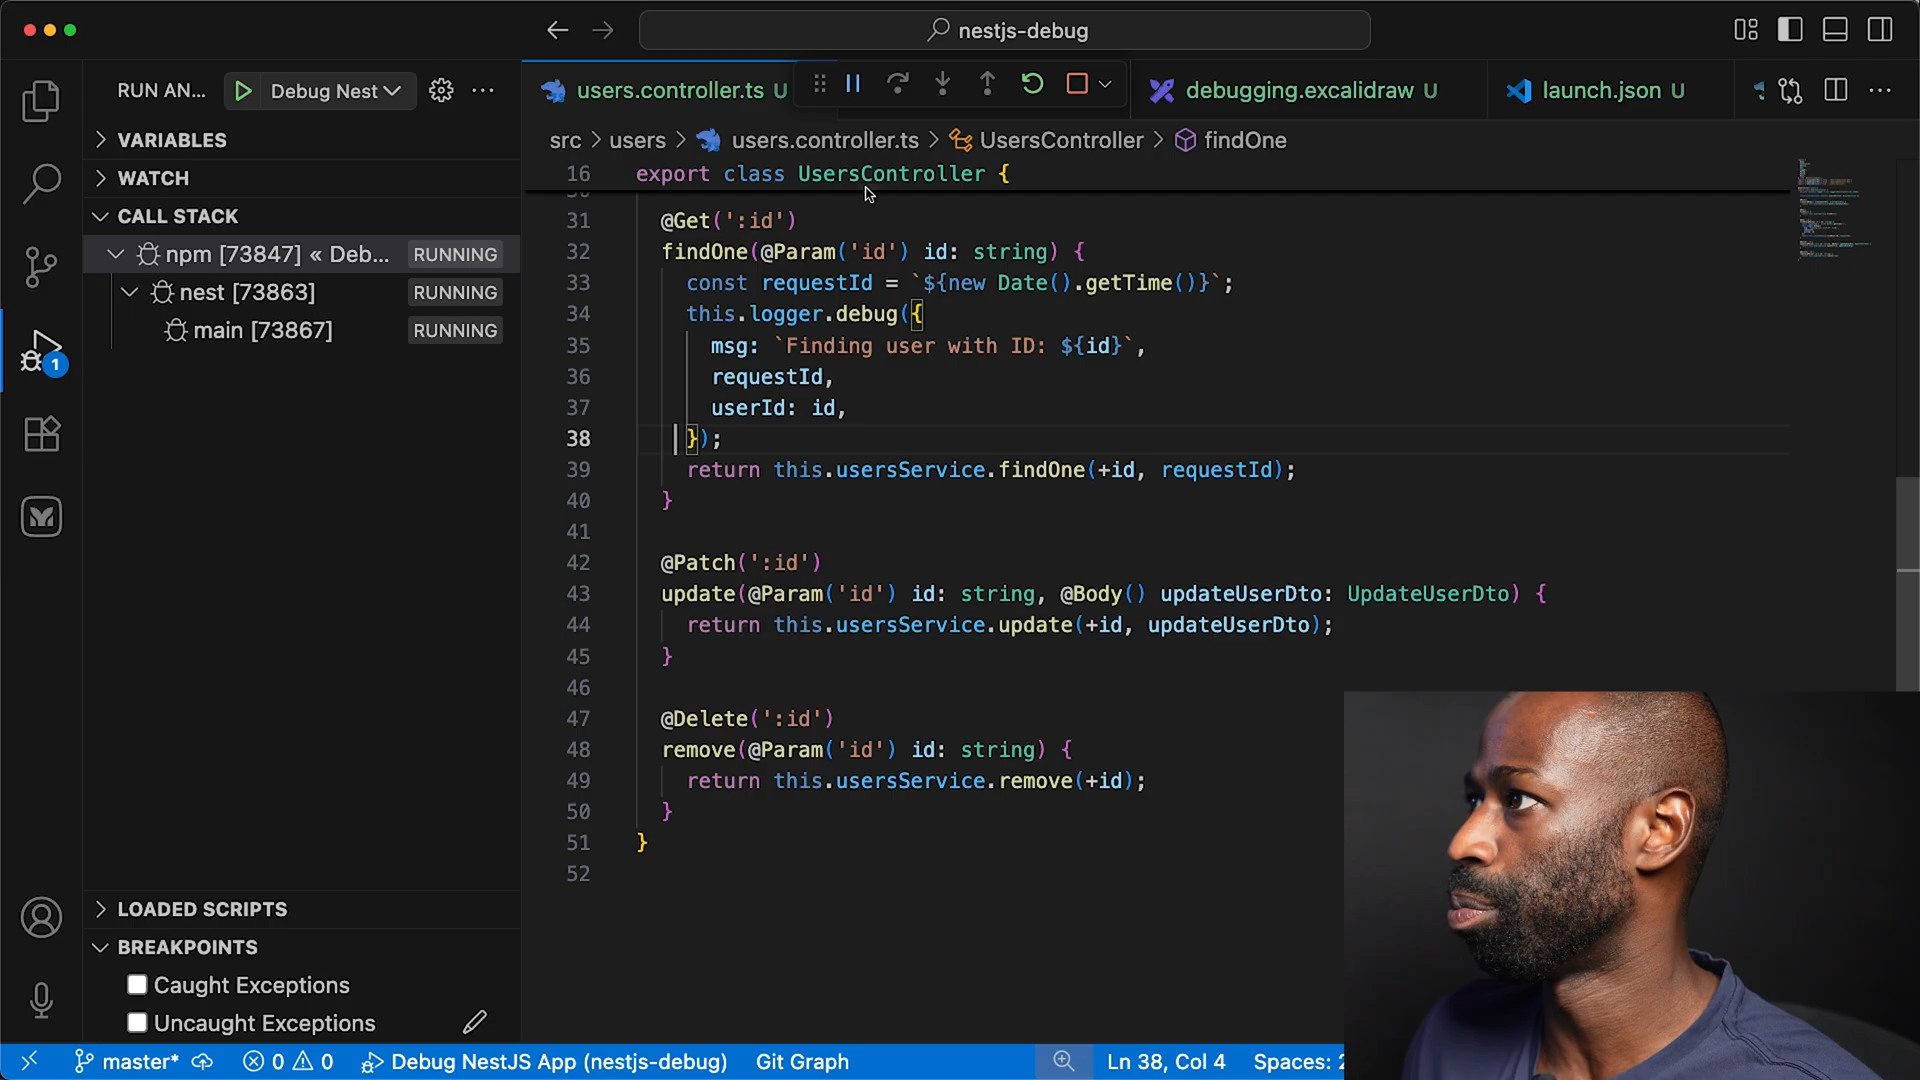 nestjs-debug
RUN AN... Debug Nest
users.controller.ts U
debugging.excalidraw U
launch.json U
VARIABLES
WATCH
CALL STACK
npm [73847] « Deb... RUNNING
nest [73863] RUNNING
main [73867] RUNNING
LOADED SCRIPTS
BREAKPOINTS
Caught Exceptions
Uncaught Exceptions
1
src > users > users.controller.ts > UsersController > findOne
16 export class UsersController {
31 @Get(':id')
32 findOne(@Param('id') id: string) {
33 const requestId = `${new Date().getTime()}`;
34 this.logger.debug({
35 msg: `Finding user with ID: ${id}`,
36 requestId,
37 userId: id,
38 });
39 return this.usersService.findOne(+id, requestId);
40 }
41
42 @Patch(':id')
43 update(@Param('id') id: string, @Body() updateUserDto: UpdateUserDto) {
44 return this.usersService.update(+id, updateUserDto);
45 }
46
47 @Delete(':id')
48 remove(@Param('id') id: string) {
49 return this.usersService.remove(+id);
50 }
51 }
52
master* 0 0 Debug NestJS App (nestjs-debug) Git Graph Ln 38, Col 4 Spaces: